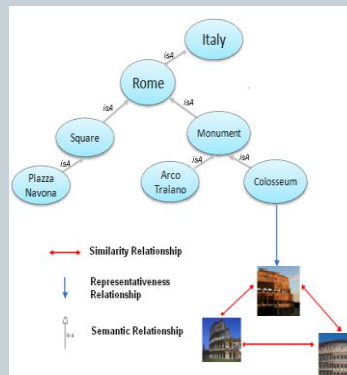 Italy
isA
Rome
isA
isA
Square
Monument
isA
isA
isA
Piazza
Navona
Arco
Traiano
Colosseum
Similarity Relationship
Representativeness
Relationship
Semantic Relationship